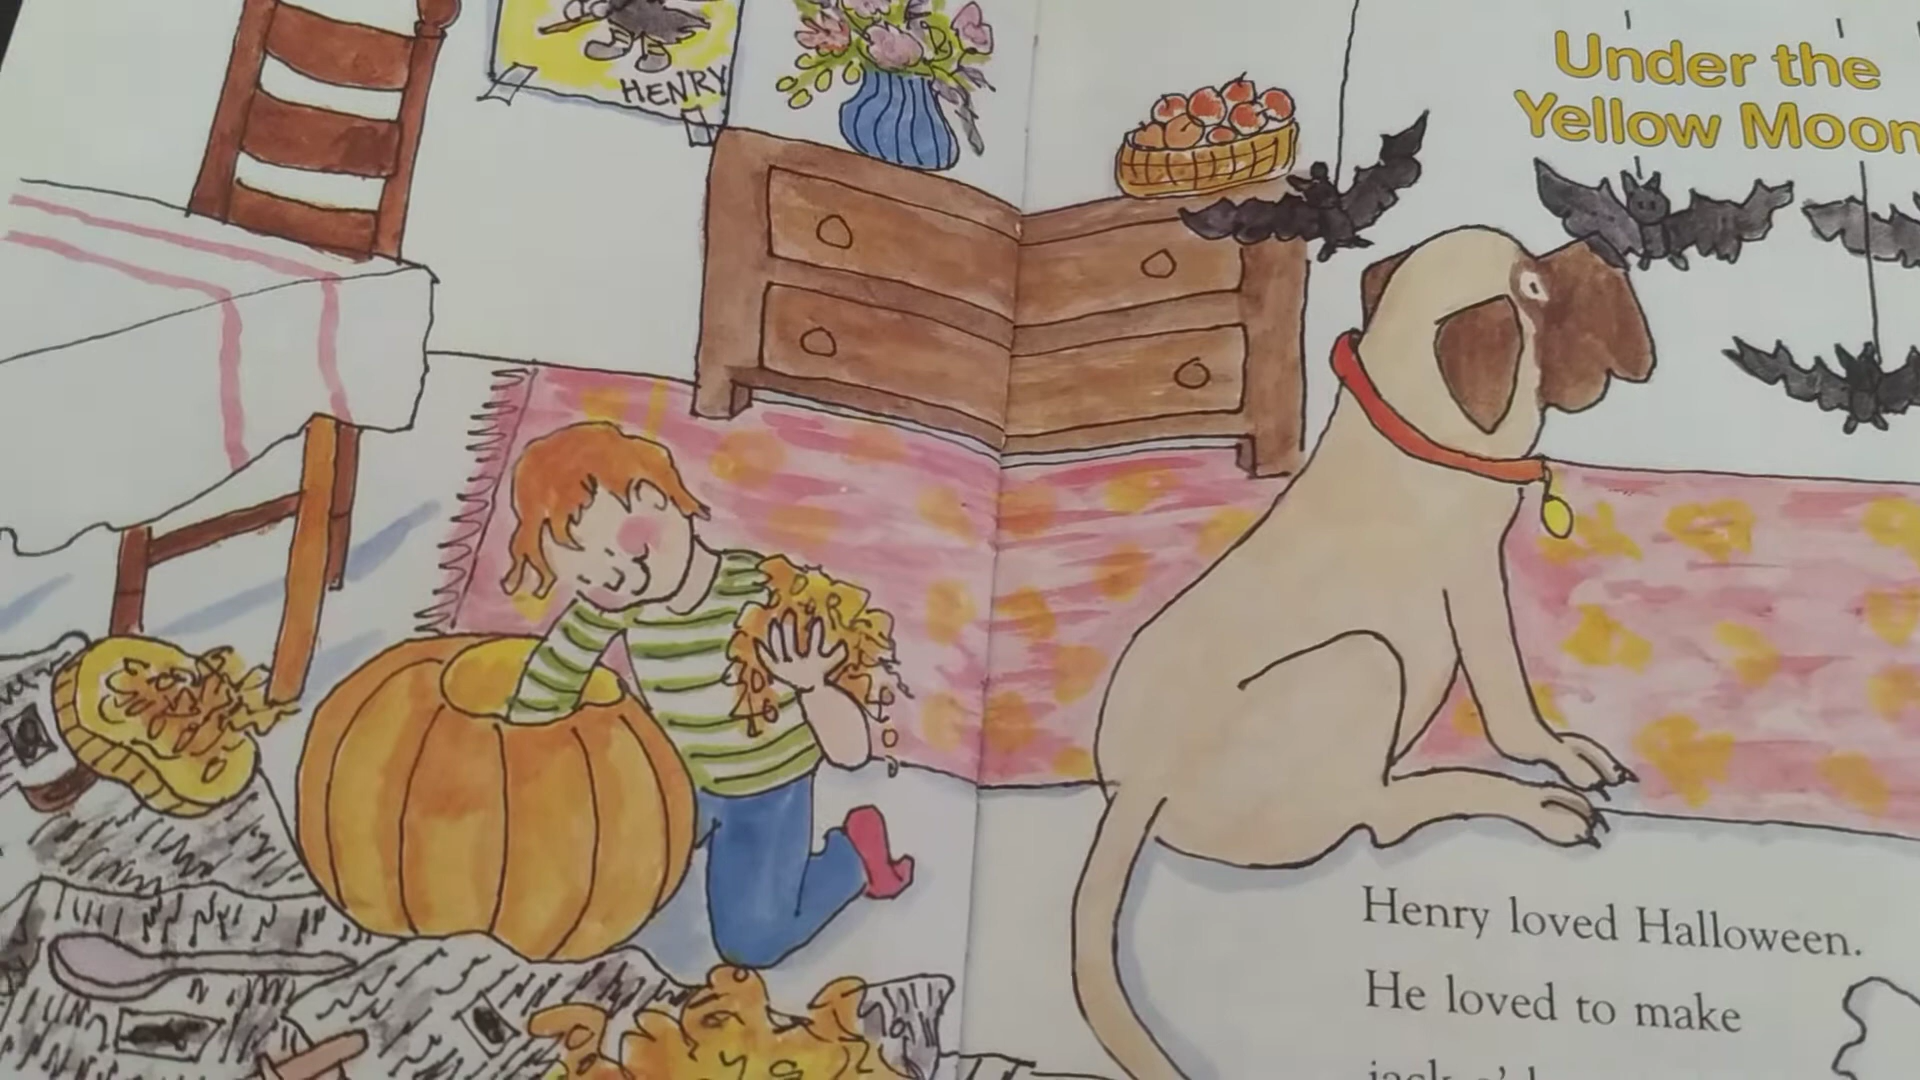 HENRY
Under the
Yellow Moon
Henry loved Halloween.
He loved to make